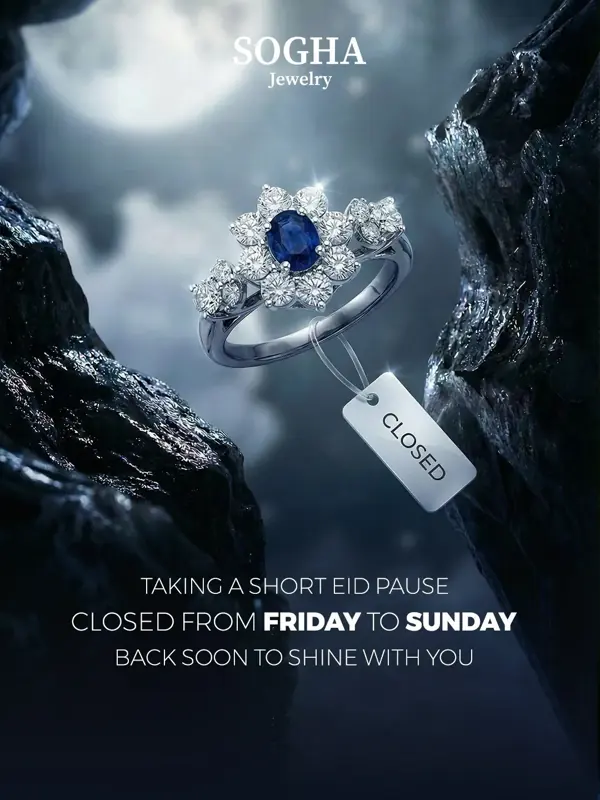 SOGHA
Jewelry
CLOSED
TAKING A SHORT EID PAUSE
CLOSED FROM FRIDAY TO SUNDAY
BACK SOON TO SHINE WITH YOU